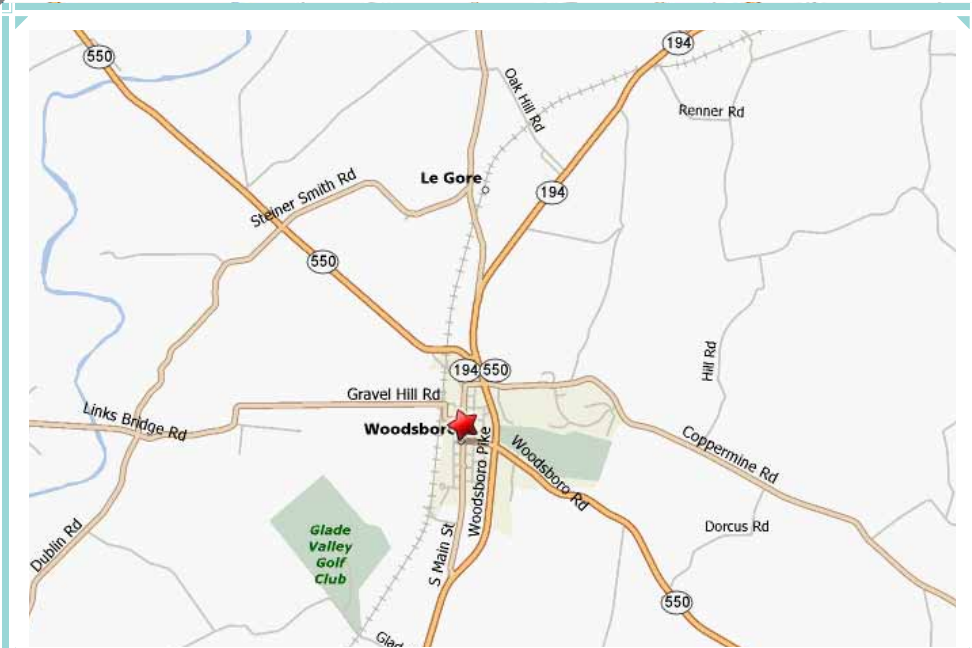 550
194
Oak Hill Rd
Renner Rd
Le Gore
Steiner Smith Rd
194
550
194 550
Hill Rd
Gravel Hill Rd
Links Bridge Rd
Woodsboro
Woodsboro Pike
Woodsboro Rd
Coppermine Rd
Glade
Valley
Golf
Club
Dorcus Rd
Dublin Rd
S Main St
550
Glad